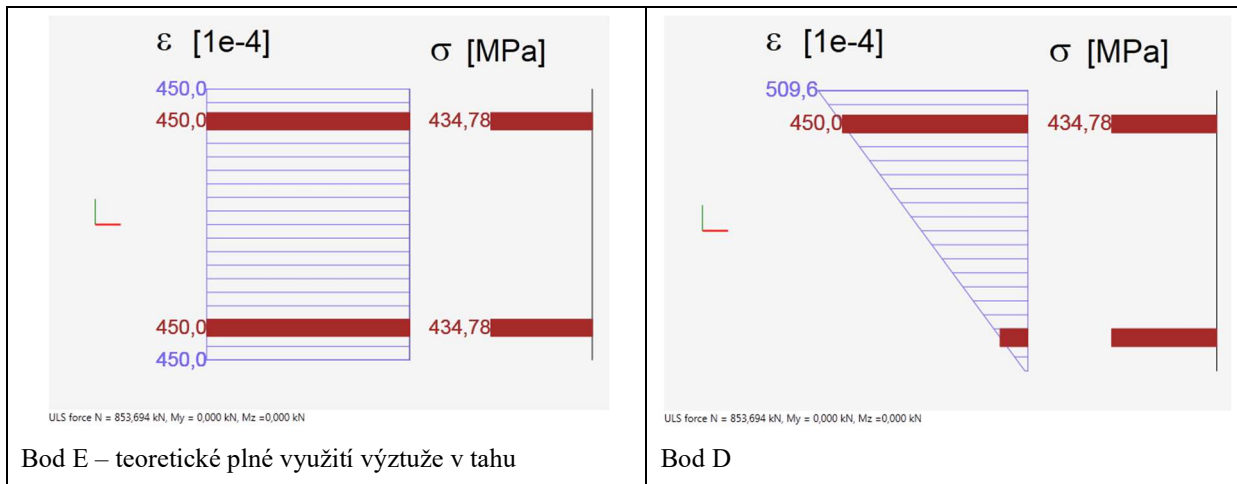 ε [1e-4]
σ [MPa]
450,0
450,0
434,78
450,0
434,78
450,0
ULS force N = 853,694 kN, My = 0,000 kN, Mz =0,000 kN
Bod E – teoretické plné využití výztuže v tahu
ε [1e-4]
σ [MPa]
509,6
450,0
434,78
ULS force N = 853,694 kN, My = 0,000 kN, Mz =0,000 kN
Bod D